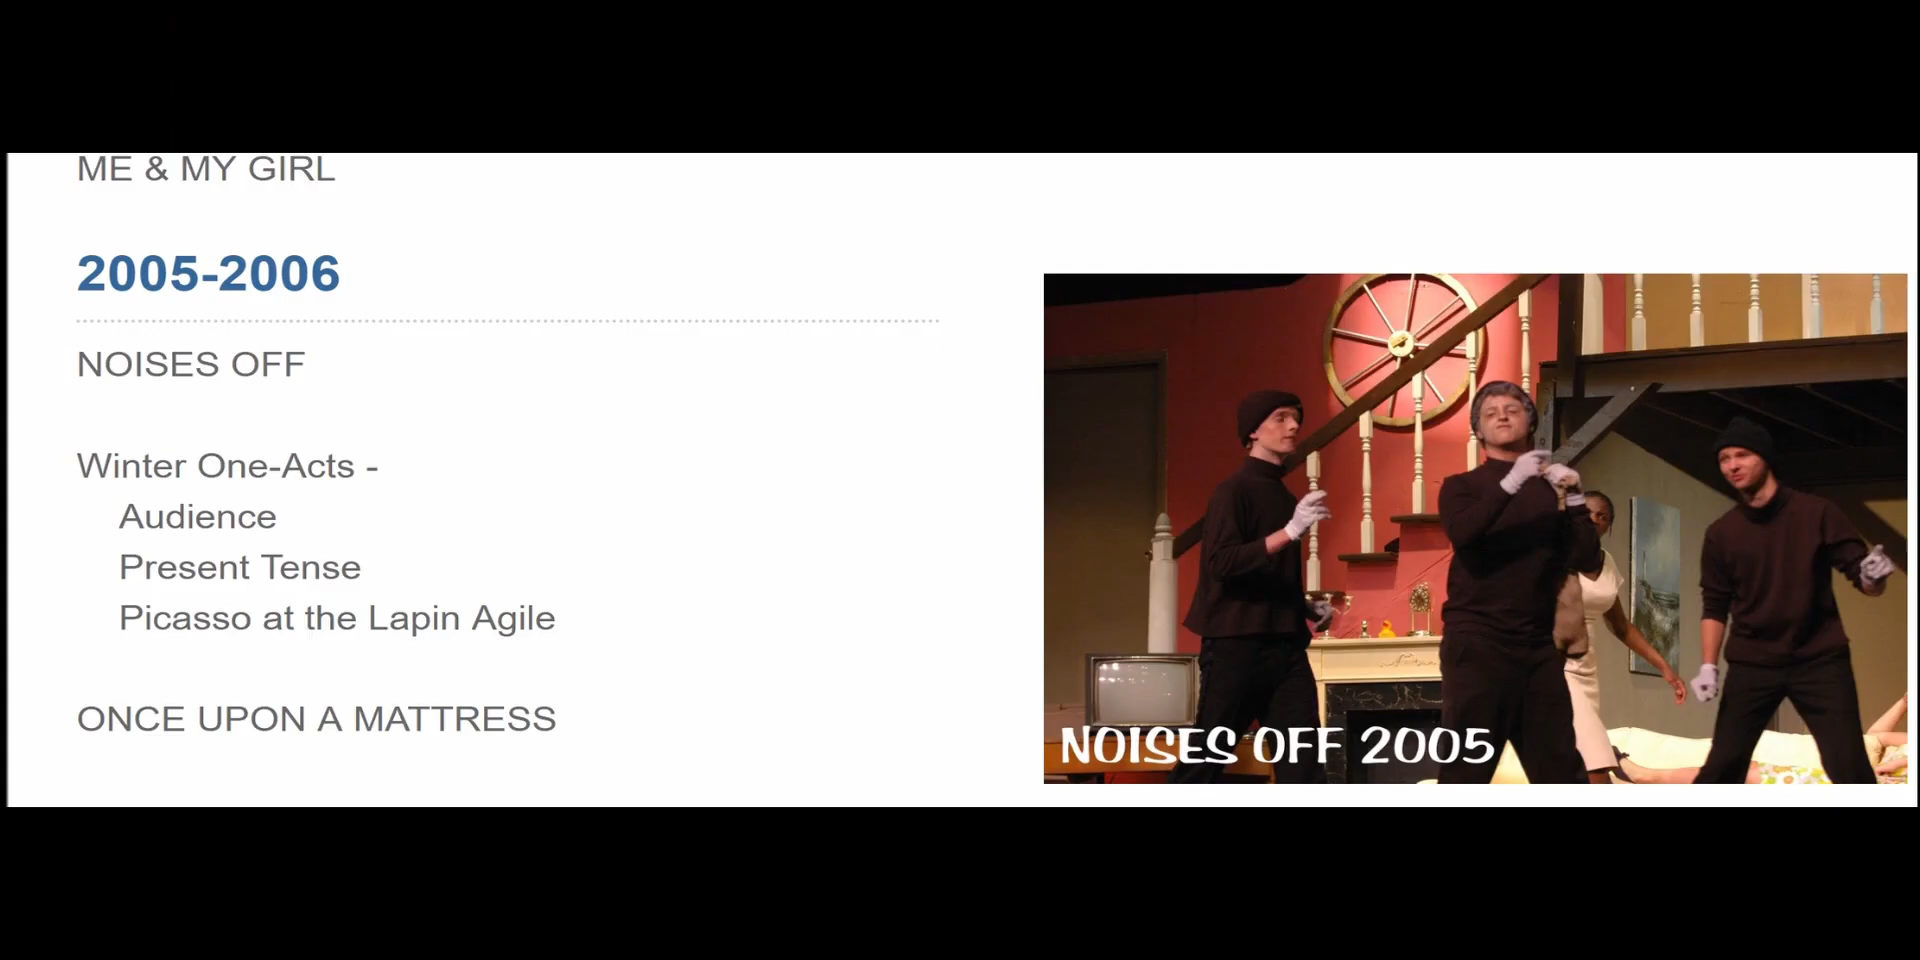 ME & MY GIRL
2005-2006
NOISES OFF
Winter One-Acts -
Audience
Present Tense
Picasso at the Lapin Agile
ONCE UPON A MATTRESS
NOISES OFF 2005